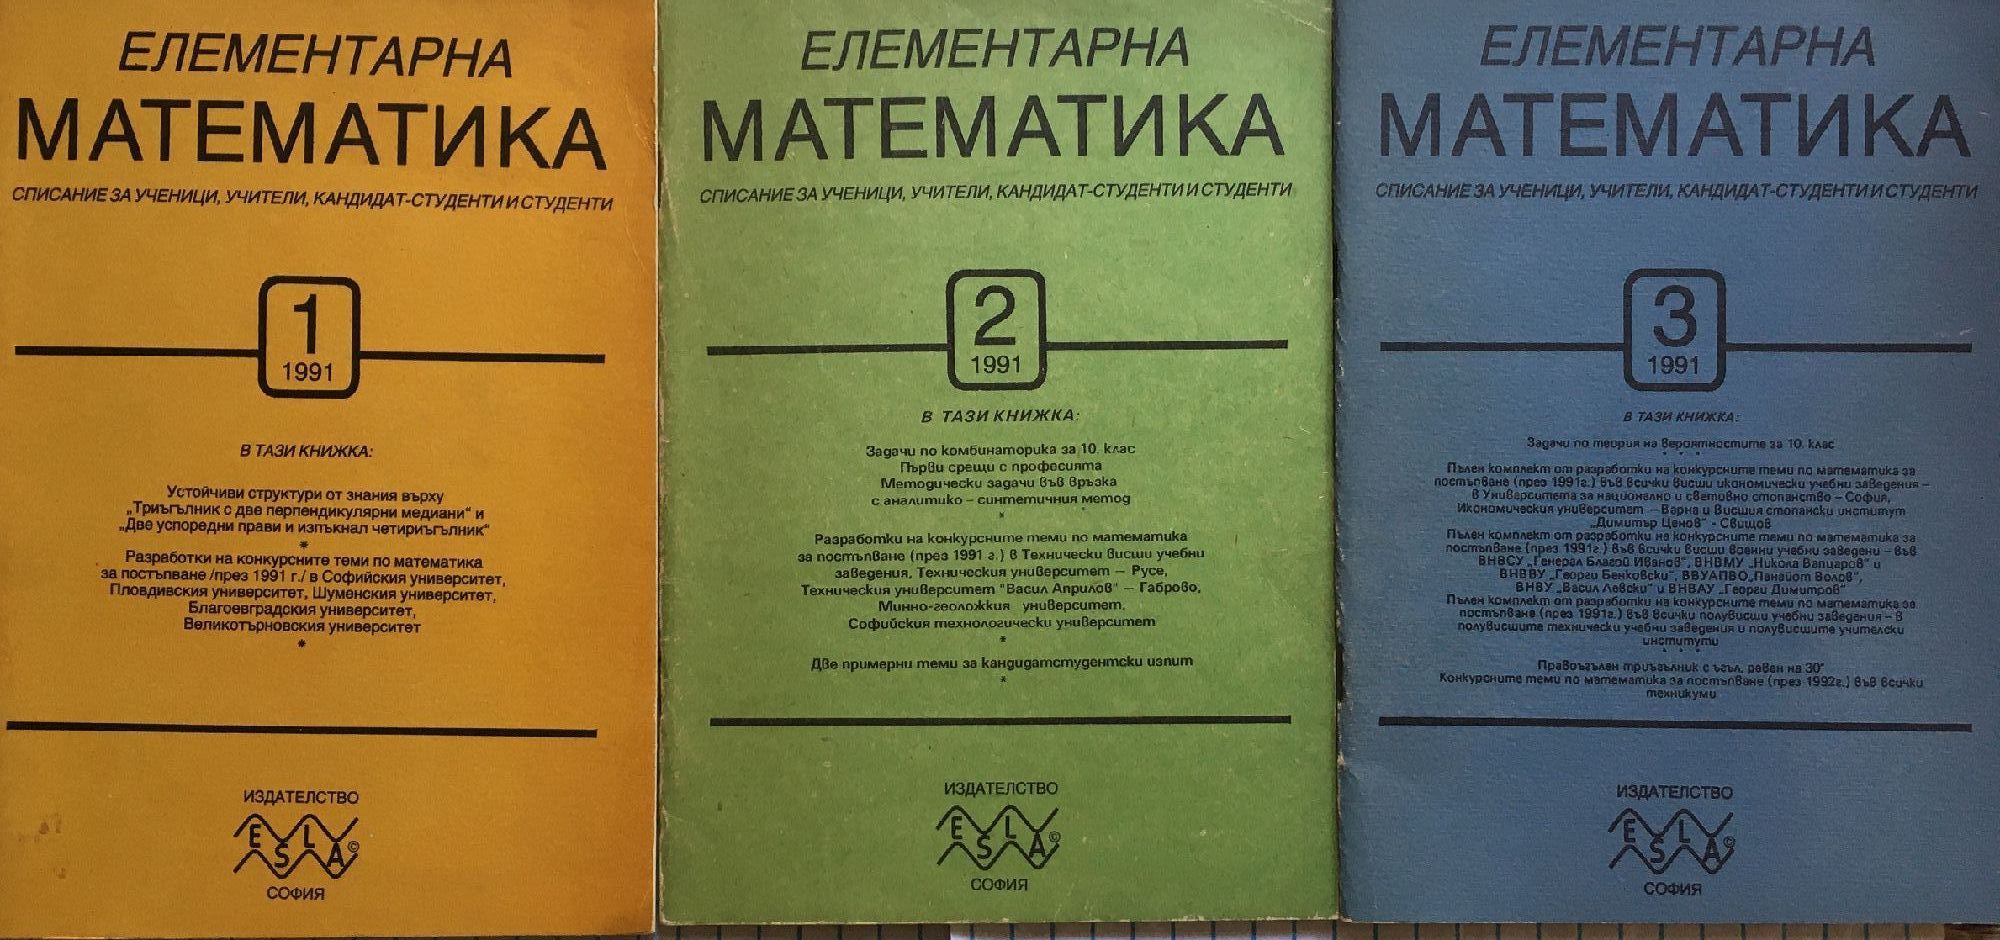 ЕЛЕМЕНТАРНА
МАТЕМАТИКА
СПИСАНИЕ ЗА УЧЕНИЦИ, УЧИТЕЛИ, КАНДИДАТ-СТУДЕНТИ И СТУДЕНТИ
1
1991
В ТАЗИ КНИЖКА:
Устойчиви структури от знания върху
„Триъгълник с две перпендикулярни медиани" и
„Две успоредни прави и изпъкнал четириъгълник"
*
Разработки на конкурсните теми по математика
за постъпване /през 1991 г./ в Софийския университет,
Пловдивския университет, Шуменския университет,
Благоевградския университет,
Великотърновския университет
*
ИЗДАТЕЛСТВО
ESLA©
СОФИЯ
ЕЛЕМЕНТАРНА
МАТЕМАТИКА
СПИСАНИЕ ЗА УЧЕНИЦИ, УЧИТЕЛИ, КАНДИДАТ-СТУДЕНТИ И СТУДЕНТИ
2
1991
В ТАЗИ КНИЖКА:
Задачи по комбинаторика за 10. клас
Първи срещи с професията
Методически задачи във връзка
с аналитико – синтетичния метод
*
Разработки на конкурсните теми по математика
за постъпване (през 1991 г.) в Технически висши учебни
заведения, Техническия университет – Русе,
Техническия университет "Васил Априлов" – Габрово,
Минно-геоложкия университет,
Софийския технологически университет
*
Две примерни теми за кандидатстудентски изпит
*
ИЗДАТЕЛСТВО
ESLA©
СОФИЯ
ЕЛЕМЕНТАРНА
МАТЕМАТИКА
СПИСАНИЕ ЗА УЧЕНИЦИ, УЧИТЕЛИ, КАНДИДАТ-СТУДЕНТИ И СТУДЕНТИ
3
1991
В ТАЗИ КНИЖКА:
Задачи по теория на вероятностите за 10. клас
* * *
Пълен комплект от разработки на конкурсните теми по математика за
постъпване (през 1991г.) във всички висши икономически учебни заведения –
в Университета за национално и световно стопанство – София,
Икономическия университет – Варна и Висшия стопански институт
„Димитър Ценов" - Свищов
Пълен комплект от разработки на конкурсните теми по математика за
постъпване (през 1991г.) във всички висши военни учебни заведени – във
ВНВСУ „Генерал Благой Иванов", ВНВМУ „Никола Вапцаров" и
ВНВВУ „Георги Бенковски", ВВУАПВО„Панайот Волов",
ВНВУ „Васил Левски" и ВНВАУ „Георги Димитров"
Пълен комплект от разработки на конкурсните теми по математика за
постъпване (през 1991г.) във всички полувисши учебни заведения – в
полувисшите технически учебни заведения и полувисшите учителски
институти
* * *
Правоъгълен триъгълник с ъгъл, равен на 30°
Конкурсните теми по математика за постъпване (през 1992г.) във всички
техникуми
ИЗДАТЕЛСТВО
ESLA©
СОФИЯ